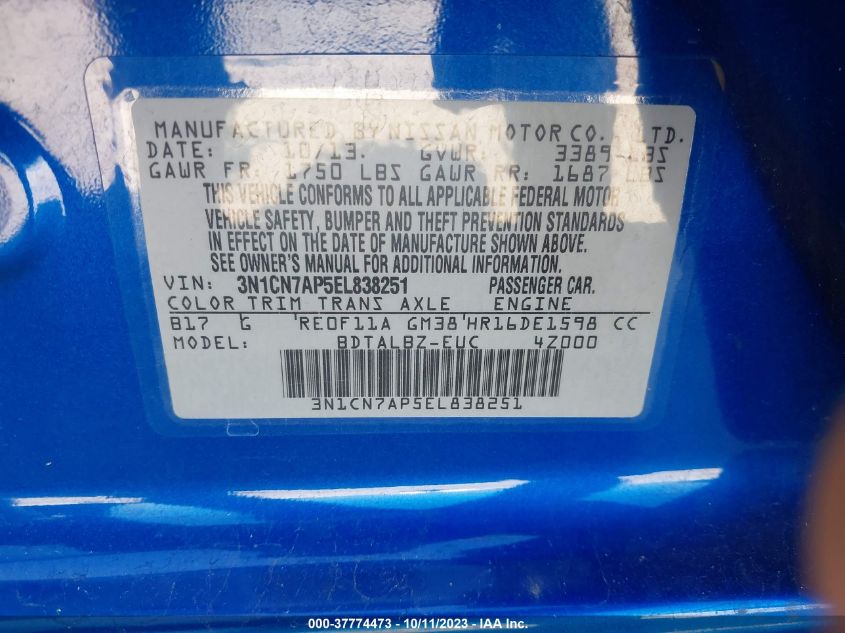 MANUFACTURED BY NISSAN MOTOR CO., LTD.
DATE: 10/13. GVWR: 3389 LBS
GAWR FR: 1750 LBS GAWR RR: 1687 LBS
THIS VEHICLE CONFORMS TO ALL APPLICABLE FEDERAL MOTOR
VEHICLE SAFETY, BUMPER AND THEFT PREVENTION STANDARDS
IN EFFECT ON THE DATE OF MANUFACTURE SHOWN ABOVE.
SEE OWNER'S MANUAL FOR ADDITIONAL INFORMATION.
VIN: 3N1CN7AP5EL838251 PASSENGER CAR.
COLOR TRIM TRANS AXLE ENGINE
B17 G RE0F11A GM38 HR16DE1598 CC
MODEL: BDTALBZ-EUC 4Z000
3N1CN7AP5EL838251
000-37774473 - 10/11/2023 - IAA Inc.